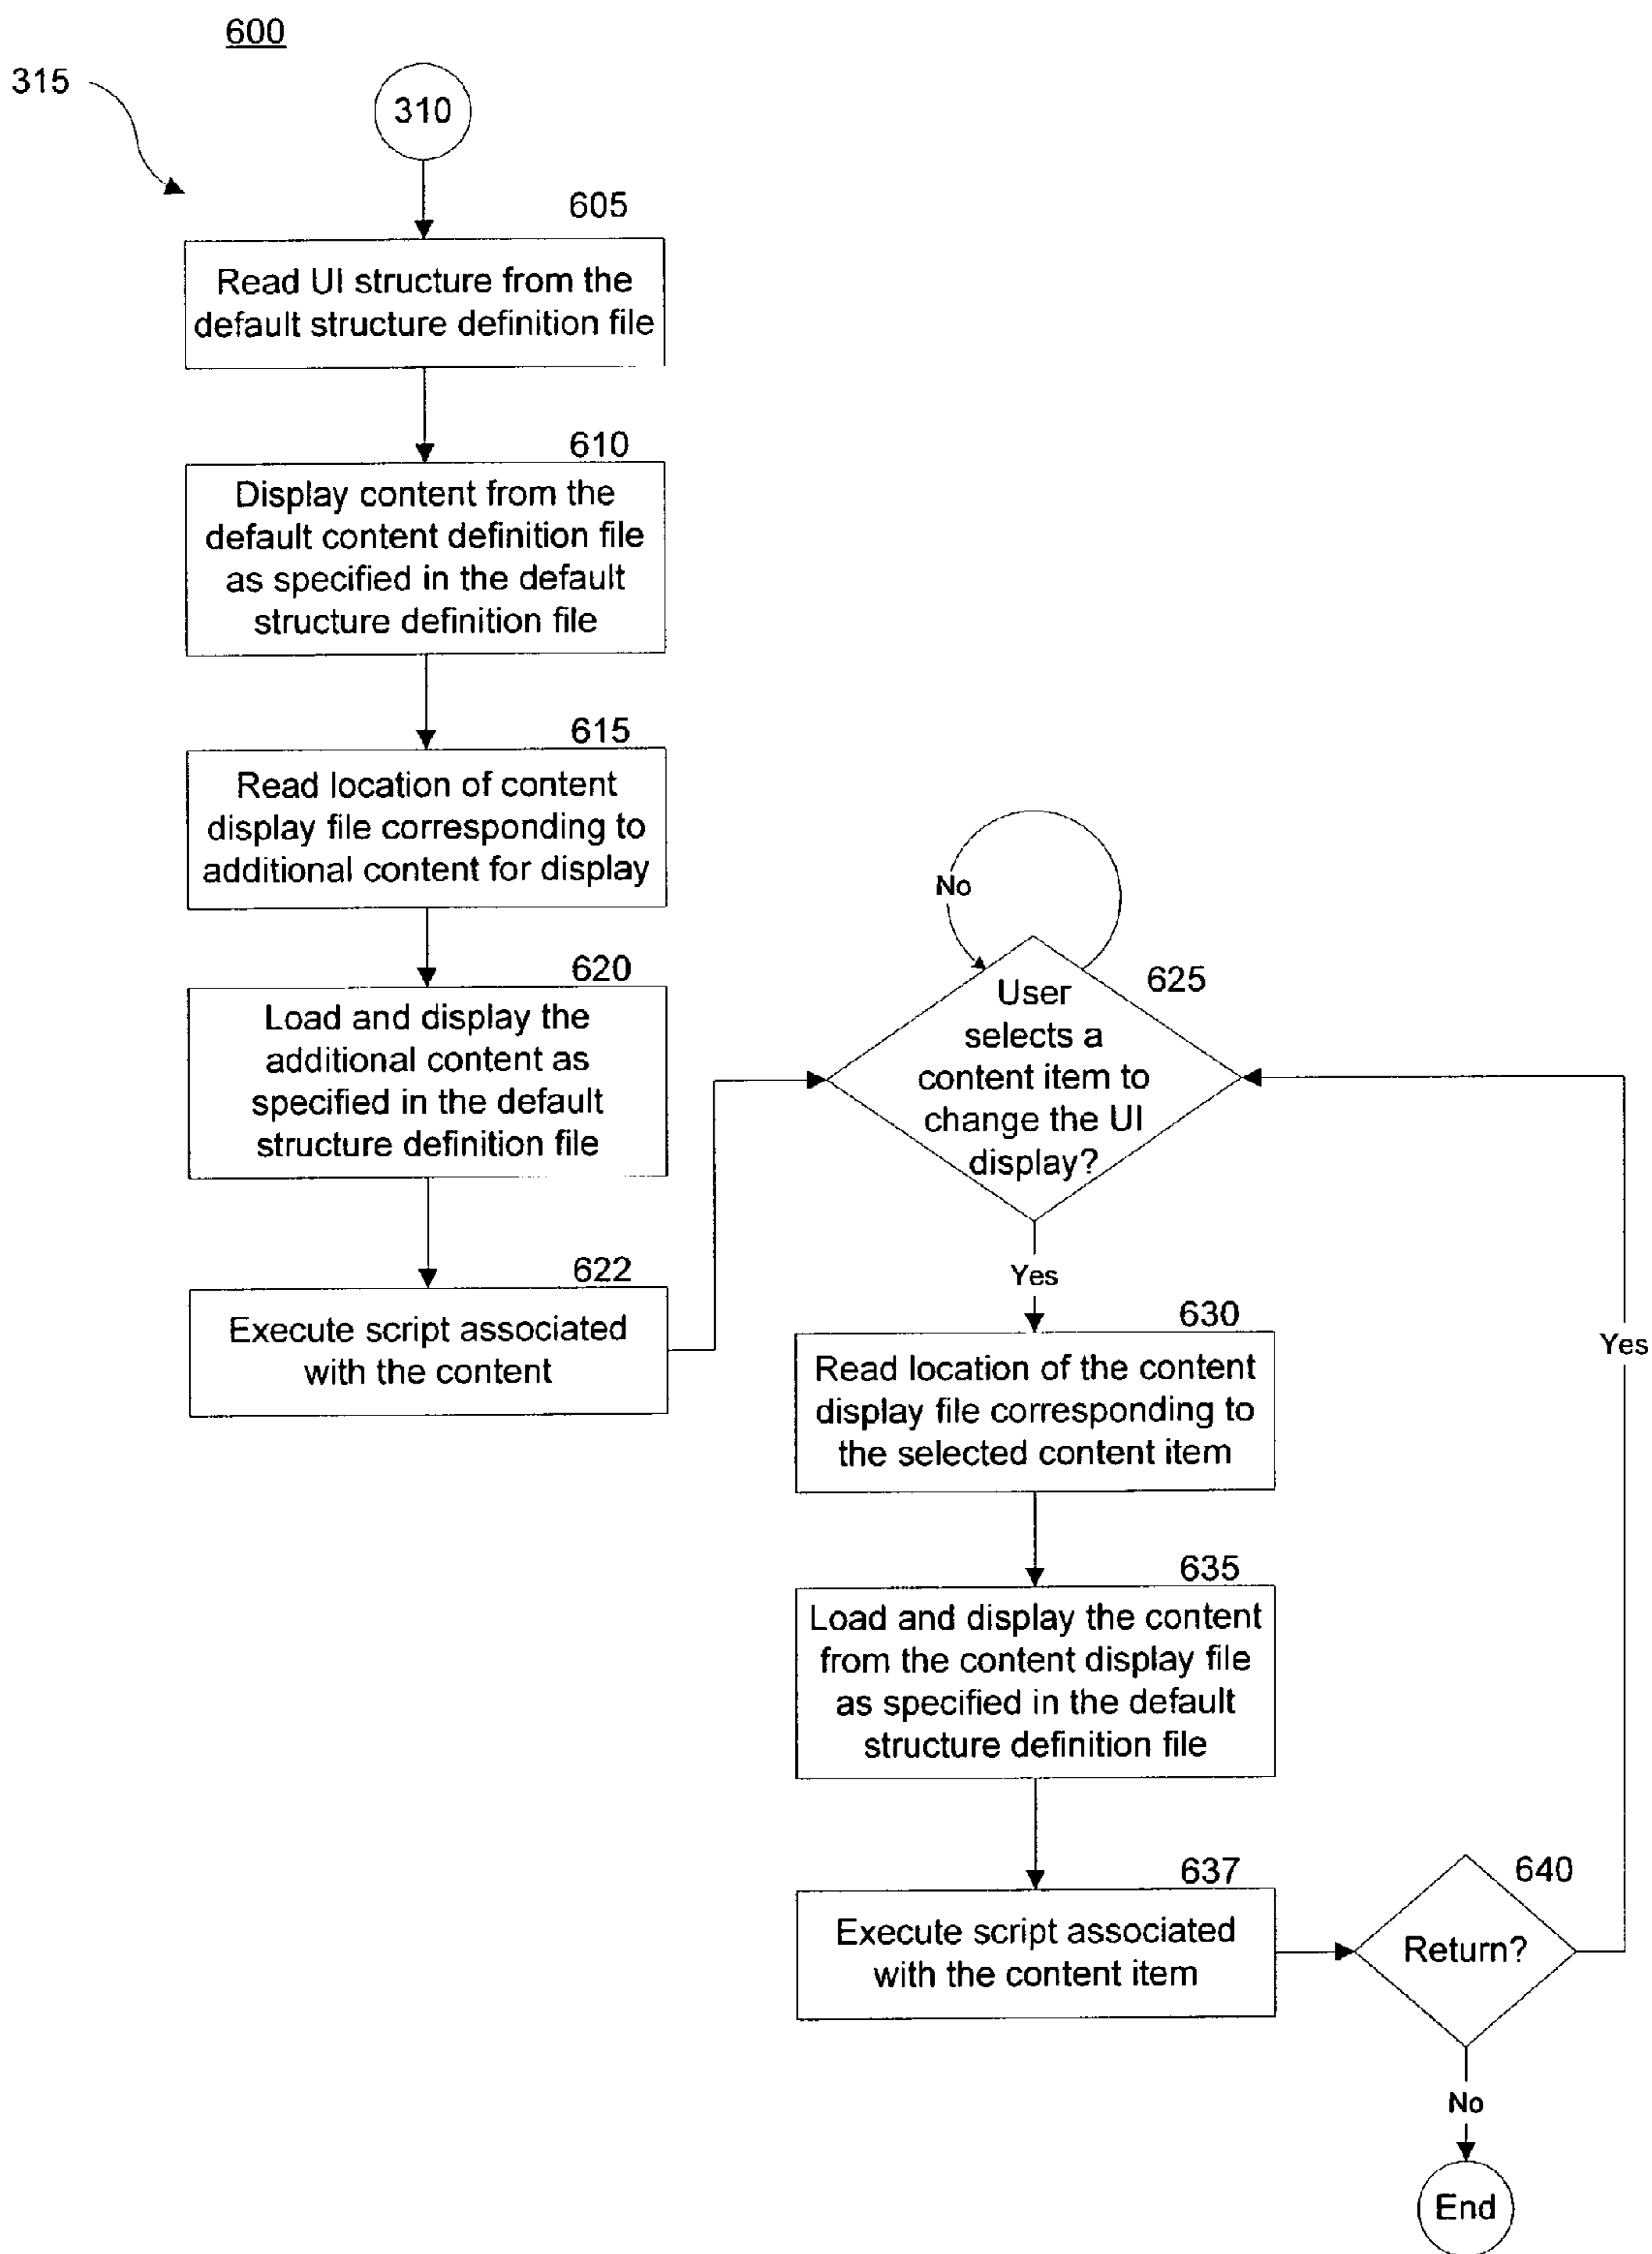 600
315
310
605
Read UI structure from the
default structure definition file
610
Display content from the
default content definition file
as specified in the default
structure definition file
615
Read location of content
display file corresponding to
additional content for display
620
Load and display the
additional content as
specified in the default
structure definition file
622
Execute script associated
with the content
No
625
User
selects a
content item to
change the UI
display?
Yes
630
Read location of the content
display file corresponding to
the selected content item
635
Load and display the content
from the content display file
as specified in the default
structure definition file
637
Execute script associated
with the content item
640
Return?
Yes
No
End